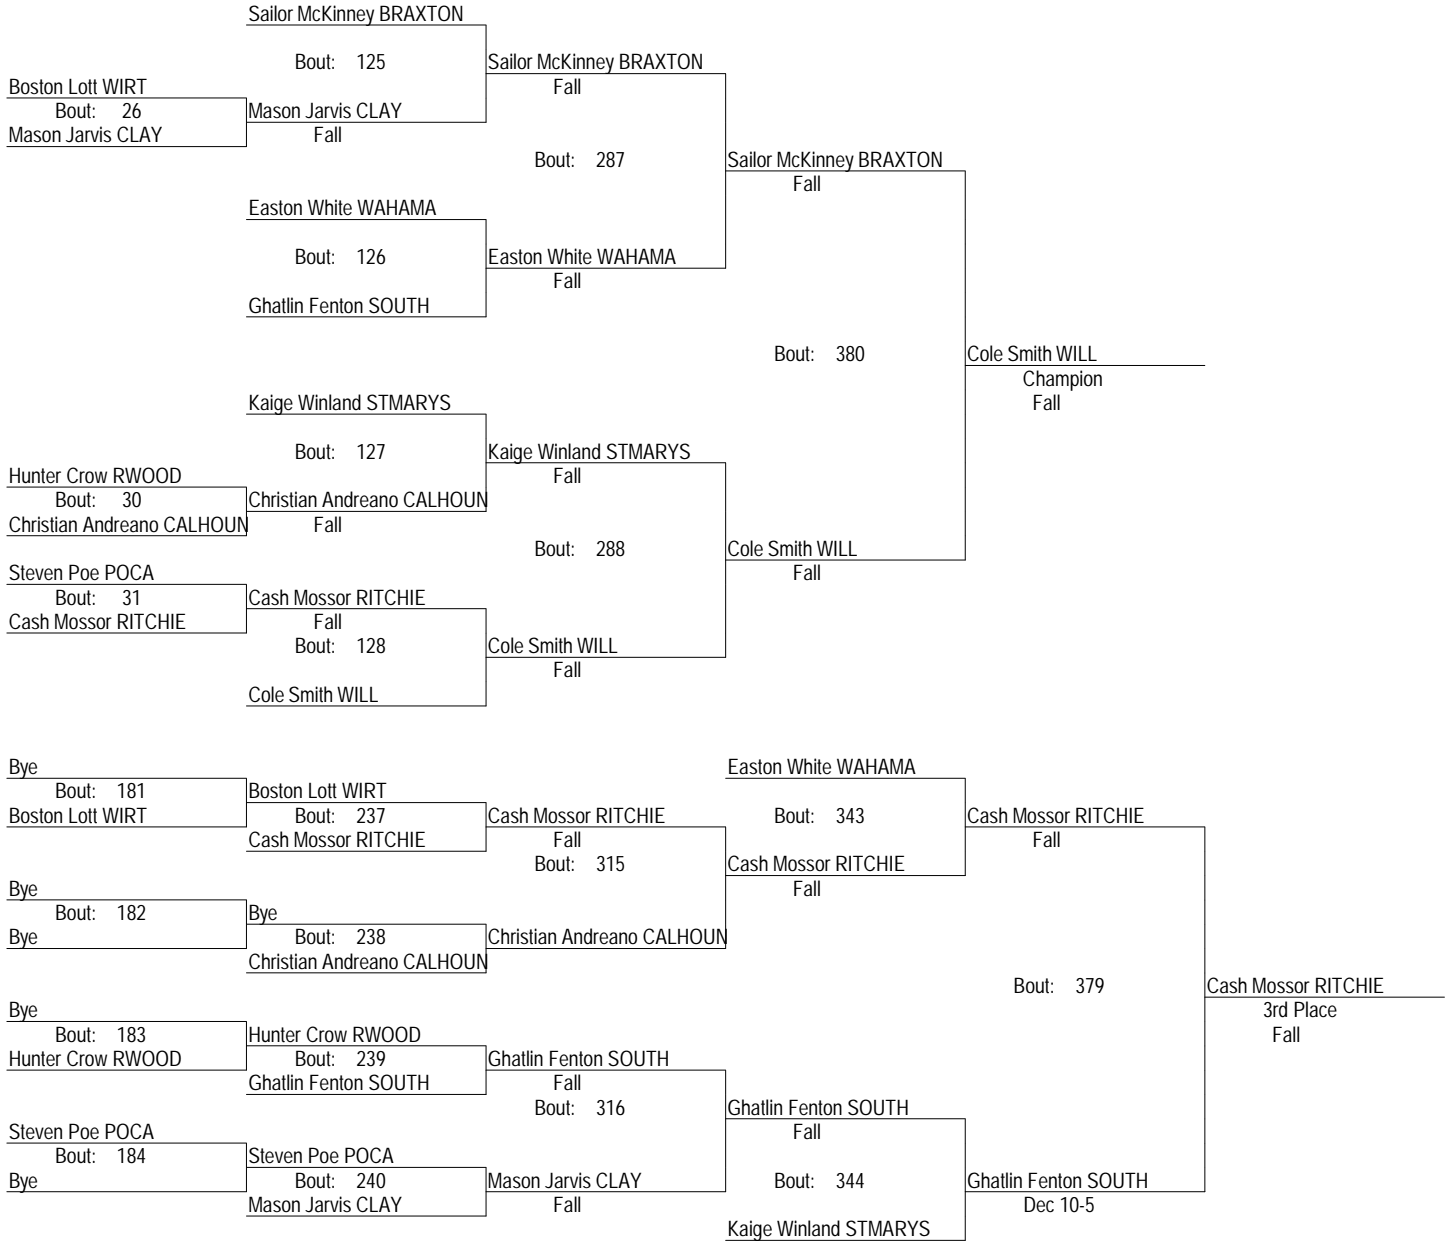 Sailor McKinney BRAXTON
Bout: 125
Sailor McKinney BRAXTON
Boston Lott WIRT
Fall
Bout: 26
Mason Jarvis CLAY
Mason Jarvis CLAY
Fall
Bout: 287
Sailor McKinney BRAXTON
Fall
Easton White WAHAMA
Bout: 126
Easton White WAHAMA
Fall
Ghatlin Fenton SOUTH
Bout: 380
Cole Smith WILL
Champion
Fall
Kaige Winland STMARYS
Bout: 127
Kaige Winland STMARYS
Hunter Crow RWOOD
Fall
Bout: 30
Christian Andreano CALHOUN
Christian Andreano CALHOUN
Fall
Bout: 288
Cole Smith WILL
Fall
Steven Poe POCA
Bout: 31
Cash Mossor RITCHIE
Cash Mossor RITCHIE
Fall
Bout: 128
Cole Smith WILL
Fall
Cole Smith WILL
Bye
Easton White WAHAMA
Bout: 181
Boston Lott WIRT
Boston Lott WIRT
Bout: 237
Cash Mossor RITCHIE
Bout: 343
Cash Mossor RITCHIE
Cash Mossor RITCHIE
Fall
Fall
Bout: 315
Cash Mossor RITCHIE
Fall
Bye
Bout: 182
Bye
Bye
Bout: 238
Christian Andreano CALHOUN
Christian Andreano CALHOUN
Bout: 379
Cash Mossor RITCHIE
3rd Place
Fall
Bye
Bout: 183
Hunter Crow RWOOD
Hunter Crow RWOOD
Bout: 239
Ghatlin Fenton SOUTH
Ghatlin Fenton SOUTH
Fall
Bout: 316
Ghatlin Fenton SOUTH
Fall
Steven Poe POCA
Bout: 184
Steven Poe POCA
Bye
Bout: 240
Mason Jarvis CLAY
Bout: 344
Ghatlin Fenton SOUTH
Mason Jarvis CLAY
Fall
Dec 10-5
Kaige Winland STMARYS